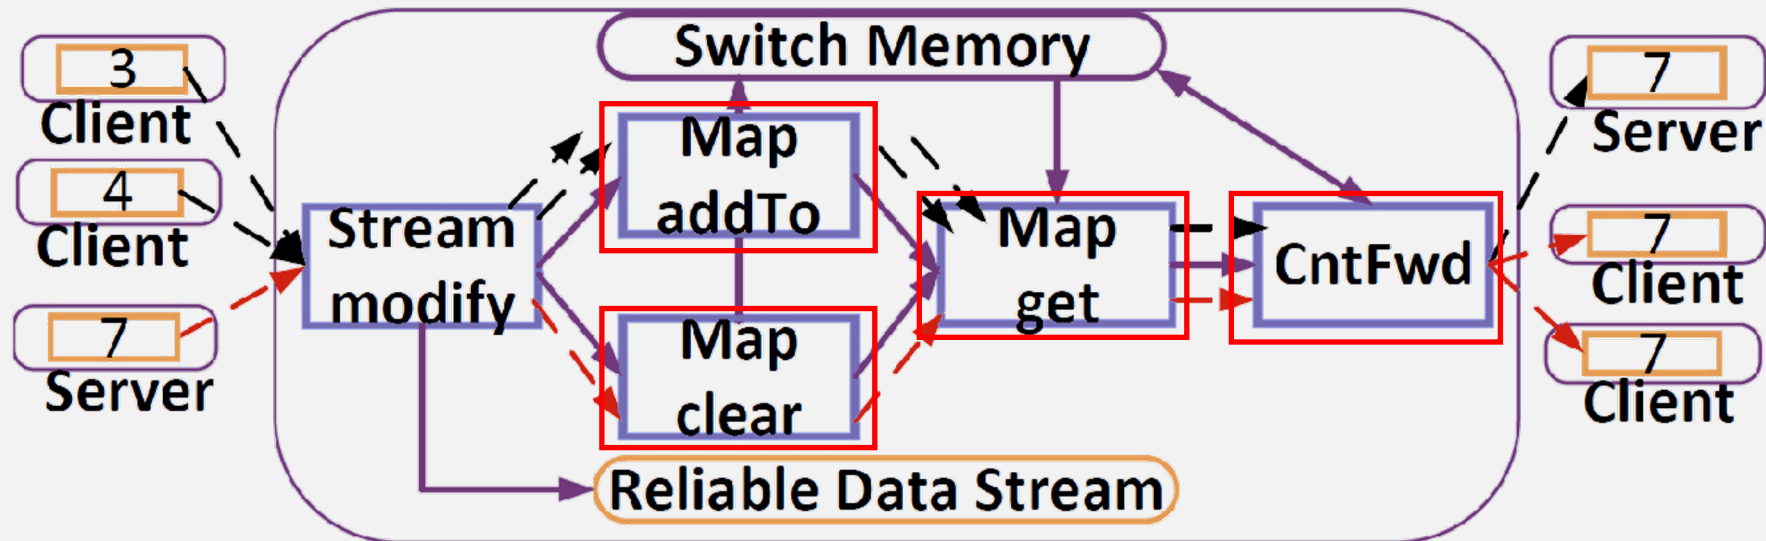 Switch Memory
3
Client
4
Client
7
Server
Stream
modify
Map
addTo
Map
clear
Map
get
CntFwd
Reliable Data Stream
7
Server
7
Client
7
Client